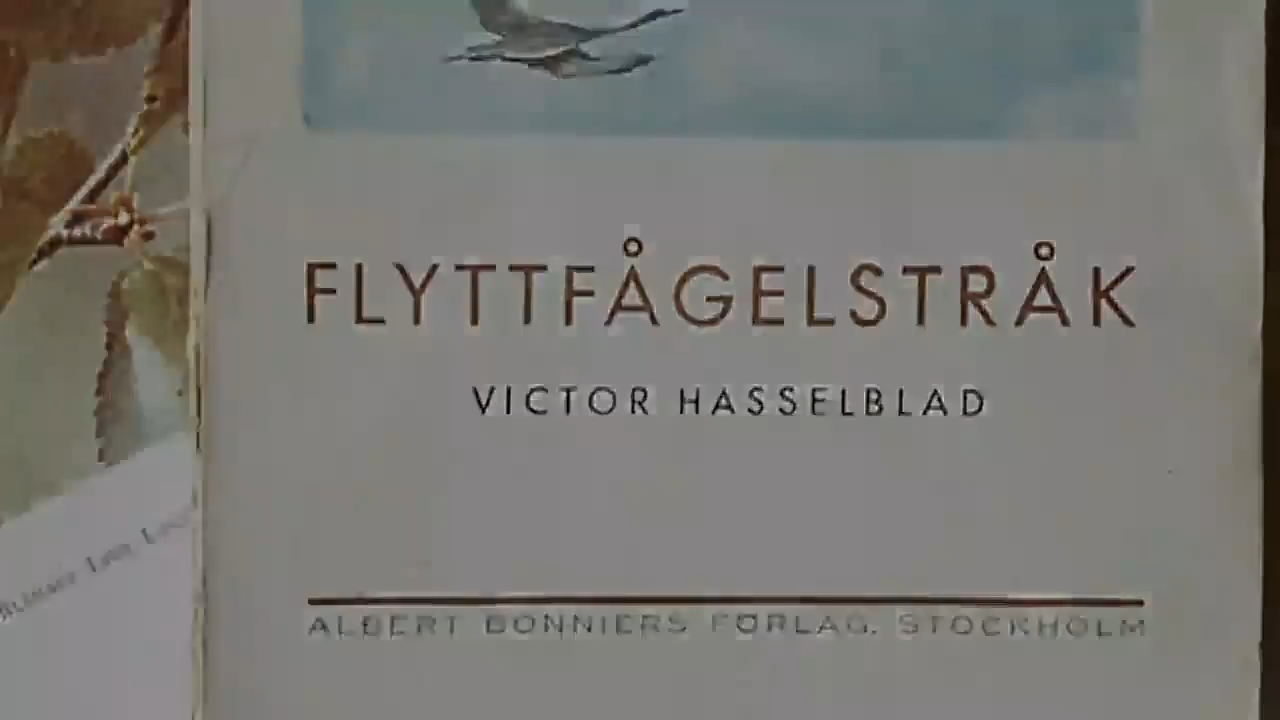 FLYTTFÅGELSTRÅK
VICTOR HASSELBLAD
ALBERT BONNIERS FÖRLAG, STOCKHOLM